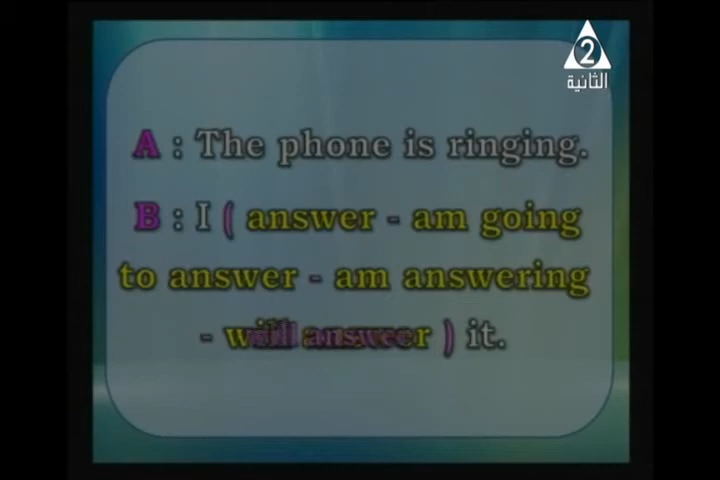 2
الثانية
A : The phone is ringing.
B : I ( answer - am going
to answer - am answering
- will answer ) it.